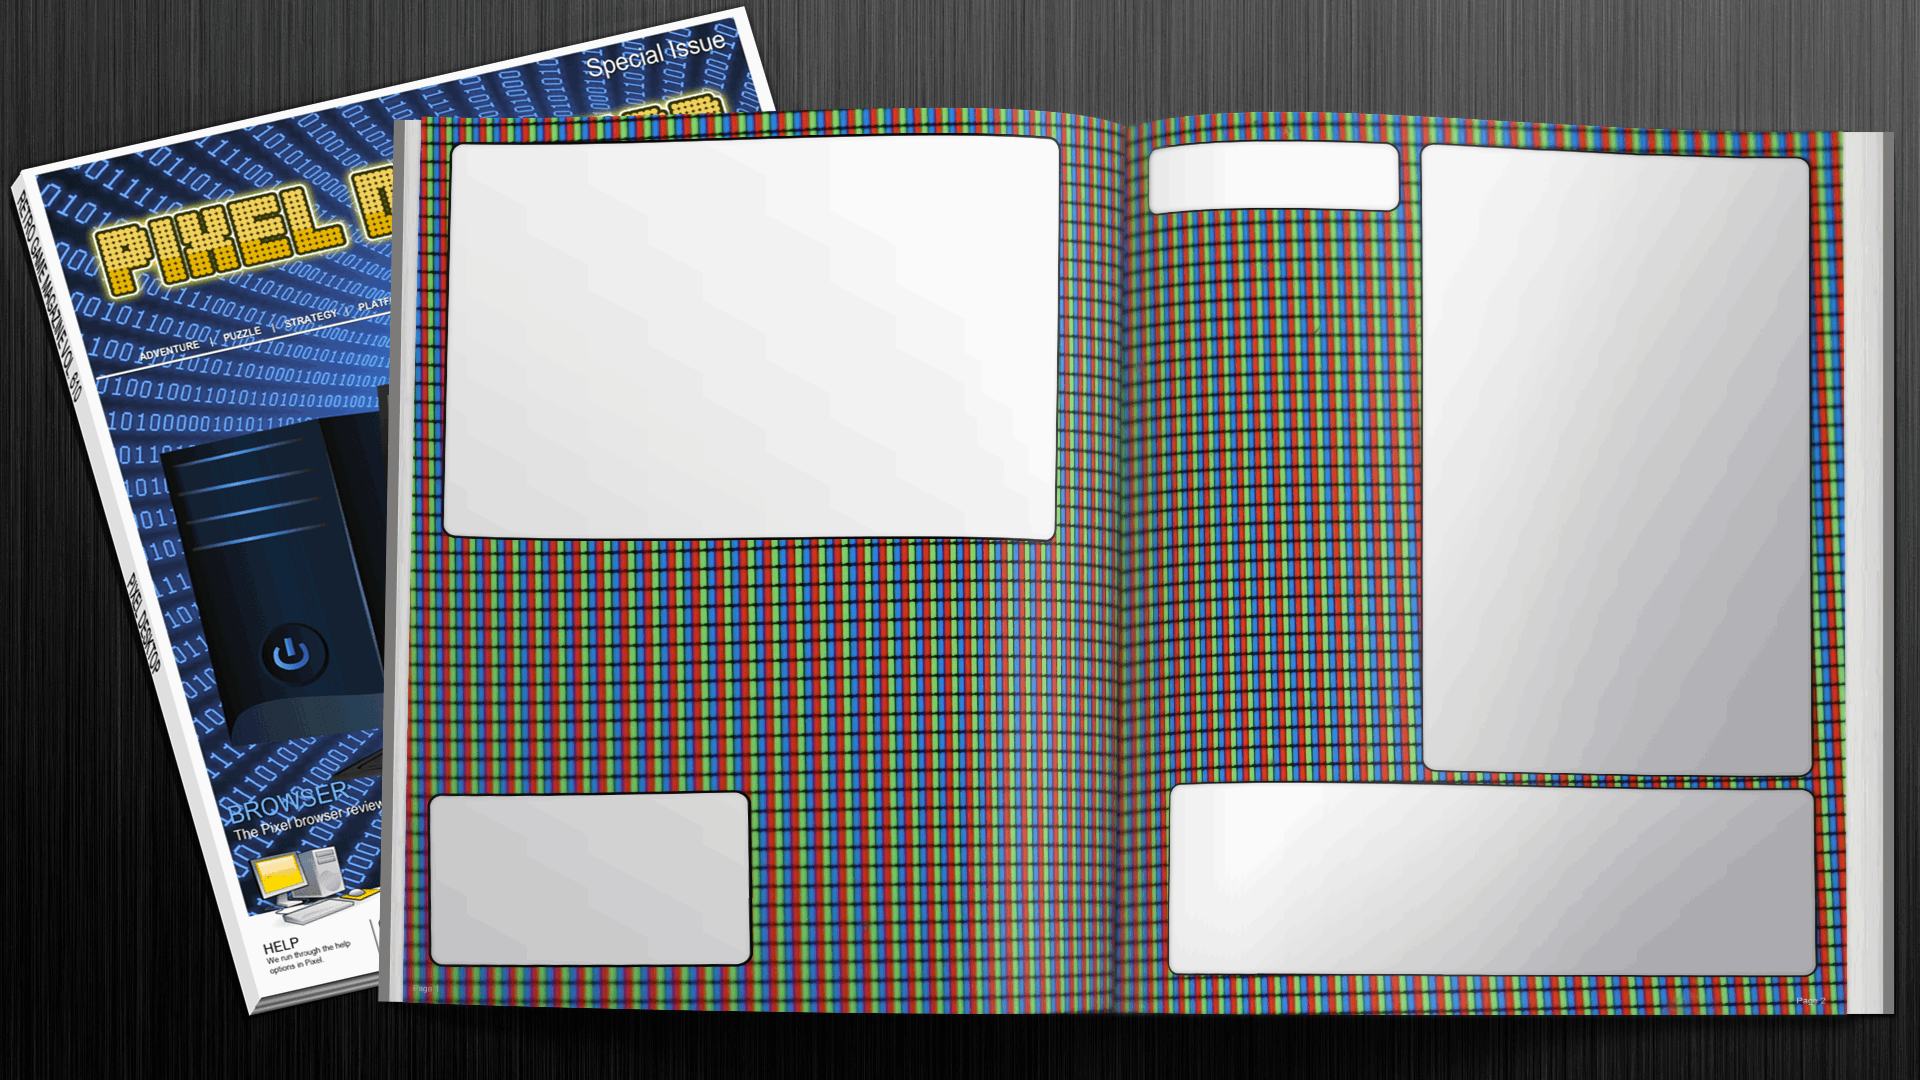 Special Issue
PIXEL D
ADVENTURE | PUZZLE | STRATEGY
RETRO GAME MAGAZINE VOL. 610
PIXEL DESKTOP
BROWSER
The Pixel browser review
HELP
We run through the help
options in Pixel.
Page 1
Page 2